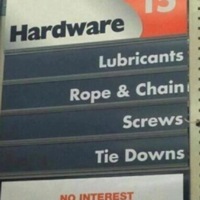 15
Hardware
Lubricants
Rope & Chain
Screws
Tie Downs
NO INTEREST